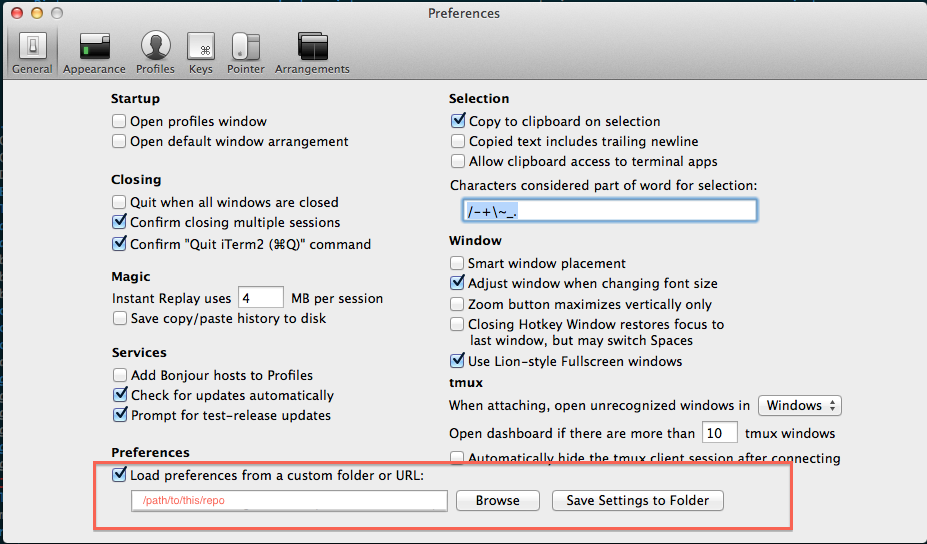 Preferences
General
Appearance
Profiles
Keys
Pointer
Arrangements
Startup
Open profiles window
Open default window arrangement
Closing
Quit when all windows are closed
Confirm closing multiple sessions
Confirm "Quit iTerm2 (⌘Q)" command
Magic
Instant Replay uses 4 MB per session
Save copy/paste history to disk
Services
Add Bonjour hosts to Profiles
Check for updates automatically
Prompt for test-release updates
Selection
Copy to clipboard on selection
Copied text includes trailing newline
Allow clipboard access to terminal apps
Characters considered part of word for selection:
/-+\~_.
Window
Smart window placement
Adjust window when changing font size
Zoom button maximizes vertically only
Closing Hotkey Window restores focus to
last window, but may switch Spaces
Use Lion-style Fullscreen windows
tmux
When attaching, open unrecognized windows in Windows
Open dashboard if there are more than 10 tmux windows
Automatically hide the tmux client session after connecting
Preferences
Load preferences from a custom folder or URL:
/path/to/this/repo
Browse
Save Settings to Folder